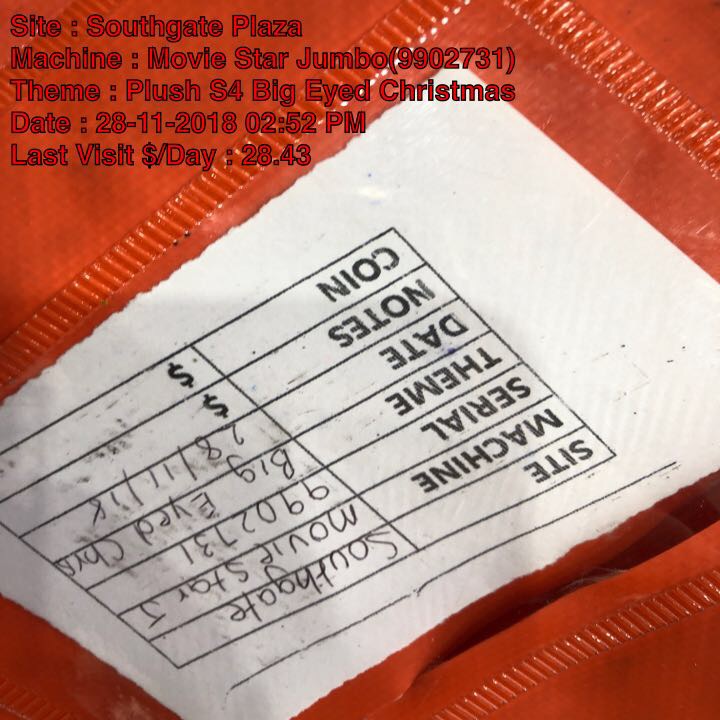 Site : Southgate Plaza
Machine : Movie Star Jumbo(9902731)
Theme : Plush S4 Big Eyed Christmas
Date : 28-11-2018 02:52 PM
Last Visit $/Day : 28.43
SITE Southgate
MACHINE Movie Star J
SERIAL 9902731
THEME Big Eyed Chris
DATE 28/11/18
NOTES $
COIN $